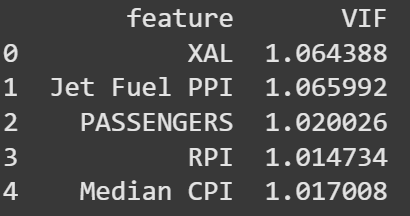 feature VIF
0 XAL 1.064388
1 Jet Fuel PPI 1.065992
2 PASSENGERS 1.020026
3 RPI 1.014734
4 Median CPI 1.017008